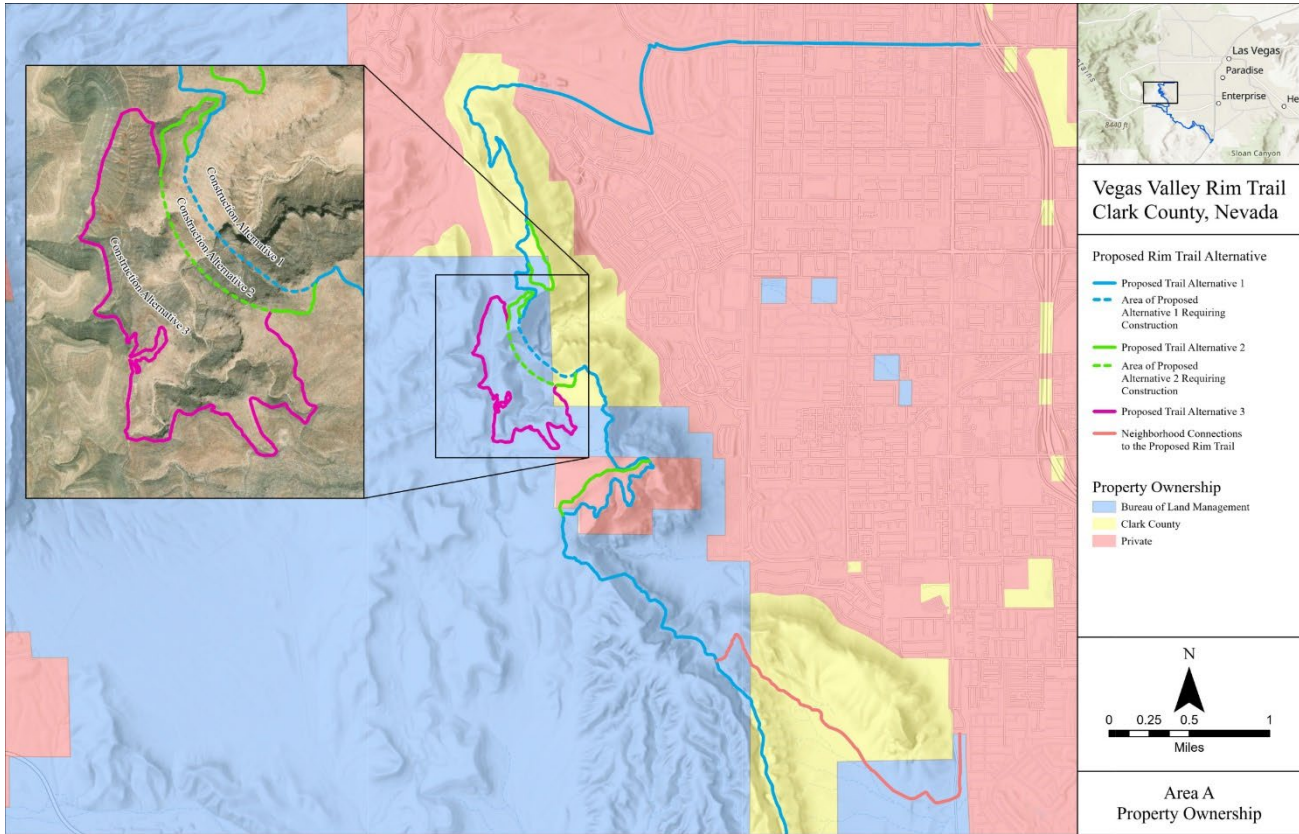 Construction Alternative 1
Construction Alternative 2
Construction Alternative 3
Las Vegas
Paradise
Enterprise
He
8440 ft
Sloan Canyon
Vegas Valley Rim Trail
Clark County, Nevada
Proposed Rim Trail Alternative
Proposed Trail Alternative 1
Area of Proposed
Alternative 1 Requiring
Construction
Proposed Trail Alternative 2
Area of Proposed
Alternative 2 Requiring
Construction
Proposed Trail Alternative 3
Neighborhood Connections
to the Proposed Rim Trail
Property Ownership
Bureau of Land Management
Clark County
Private
N
0 0.25 0.5 1
Miles
Area A
Property Ownership